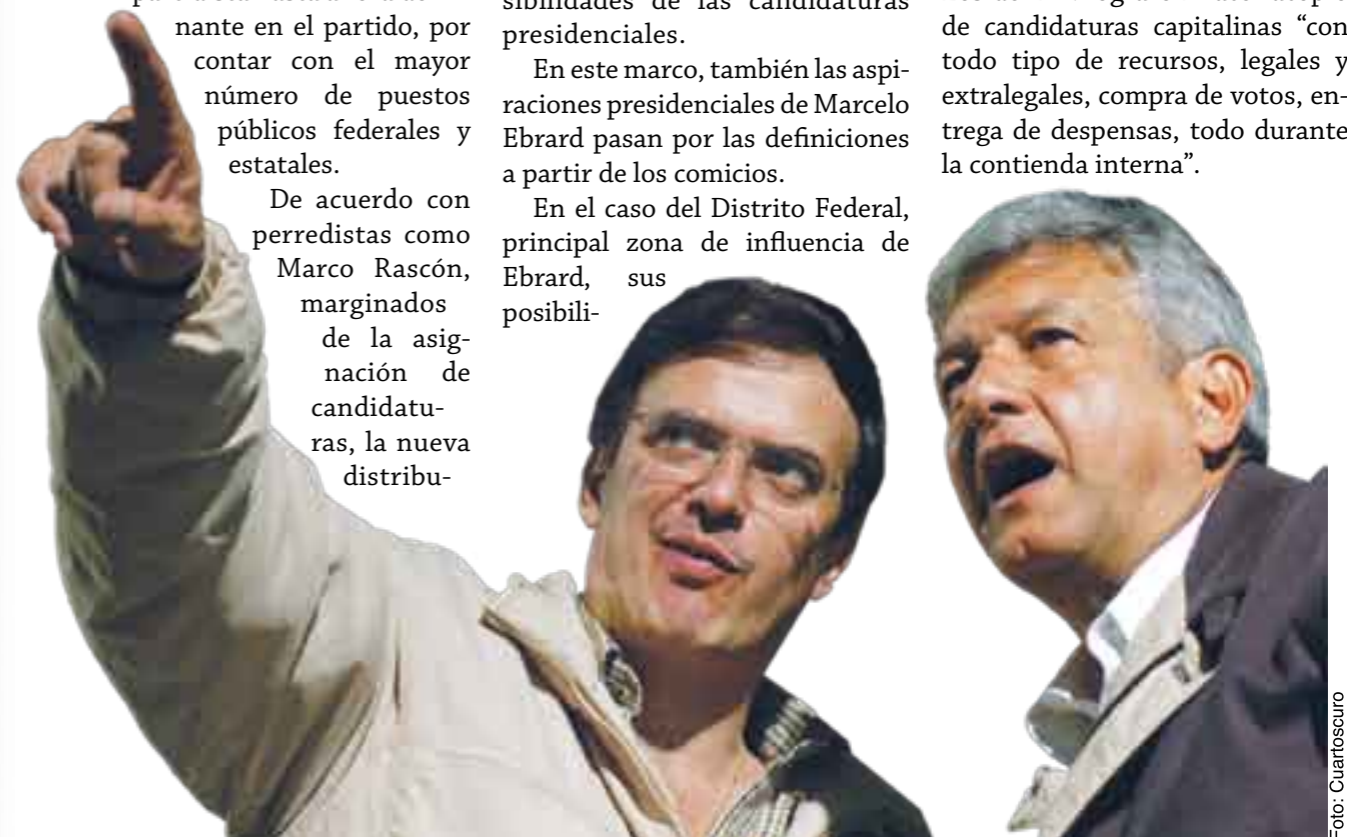 nante en el partido, por
contar con el mayor
número de puestos
públicos federales y
estatales.
De acuerdo con
perredistas como
Marco Rascón,
marginados
de la asig-
nación de
candidatu-
ras, la nueva
distribu-
sibilidades de las candidaturas
presidenciales.
En este marco, también las aspi-
raciones presidenciales de Marcelo
Ebrard pasan por las definiciones
a partir de los comicios.
En el caso del Distrito Federal,
principal zona de influencia de
Ebrard, sus
posibili-
de candidaturas capitalinas “con
todo tipo de recursos, legales y
extralegales, compra de votos, en-
trega de despensas, todo durante
la contienda interna”.
Foto: Cuartoscuro